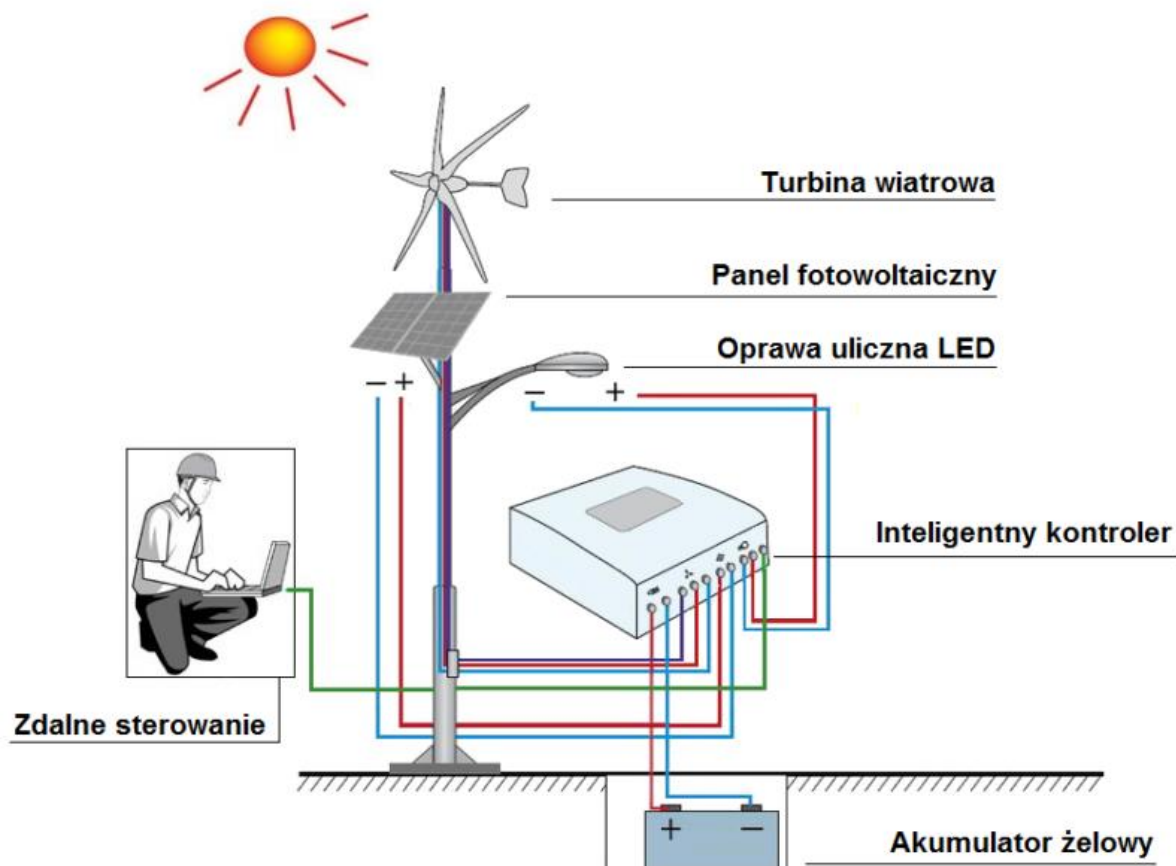 Turbina wiatrowa
Panel fotowoltaiczny
Oprawa uliczna LED
− +
− +
Inteligentny kontroler
Zdalne sterowanie
+ −
Akumulator żelowy